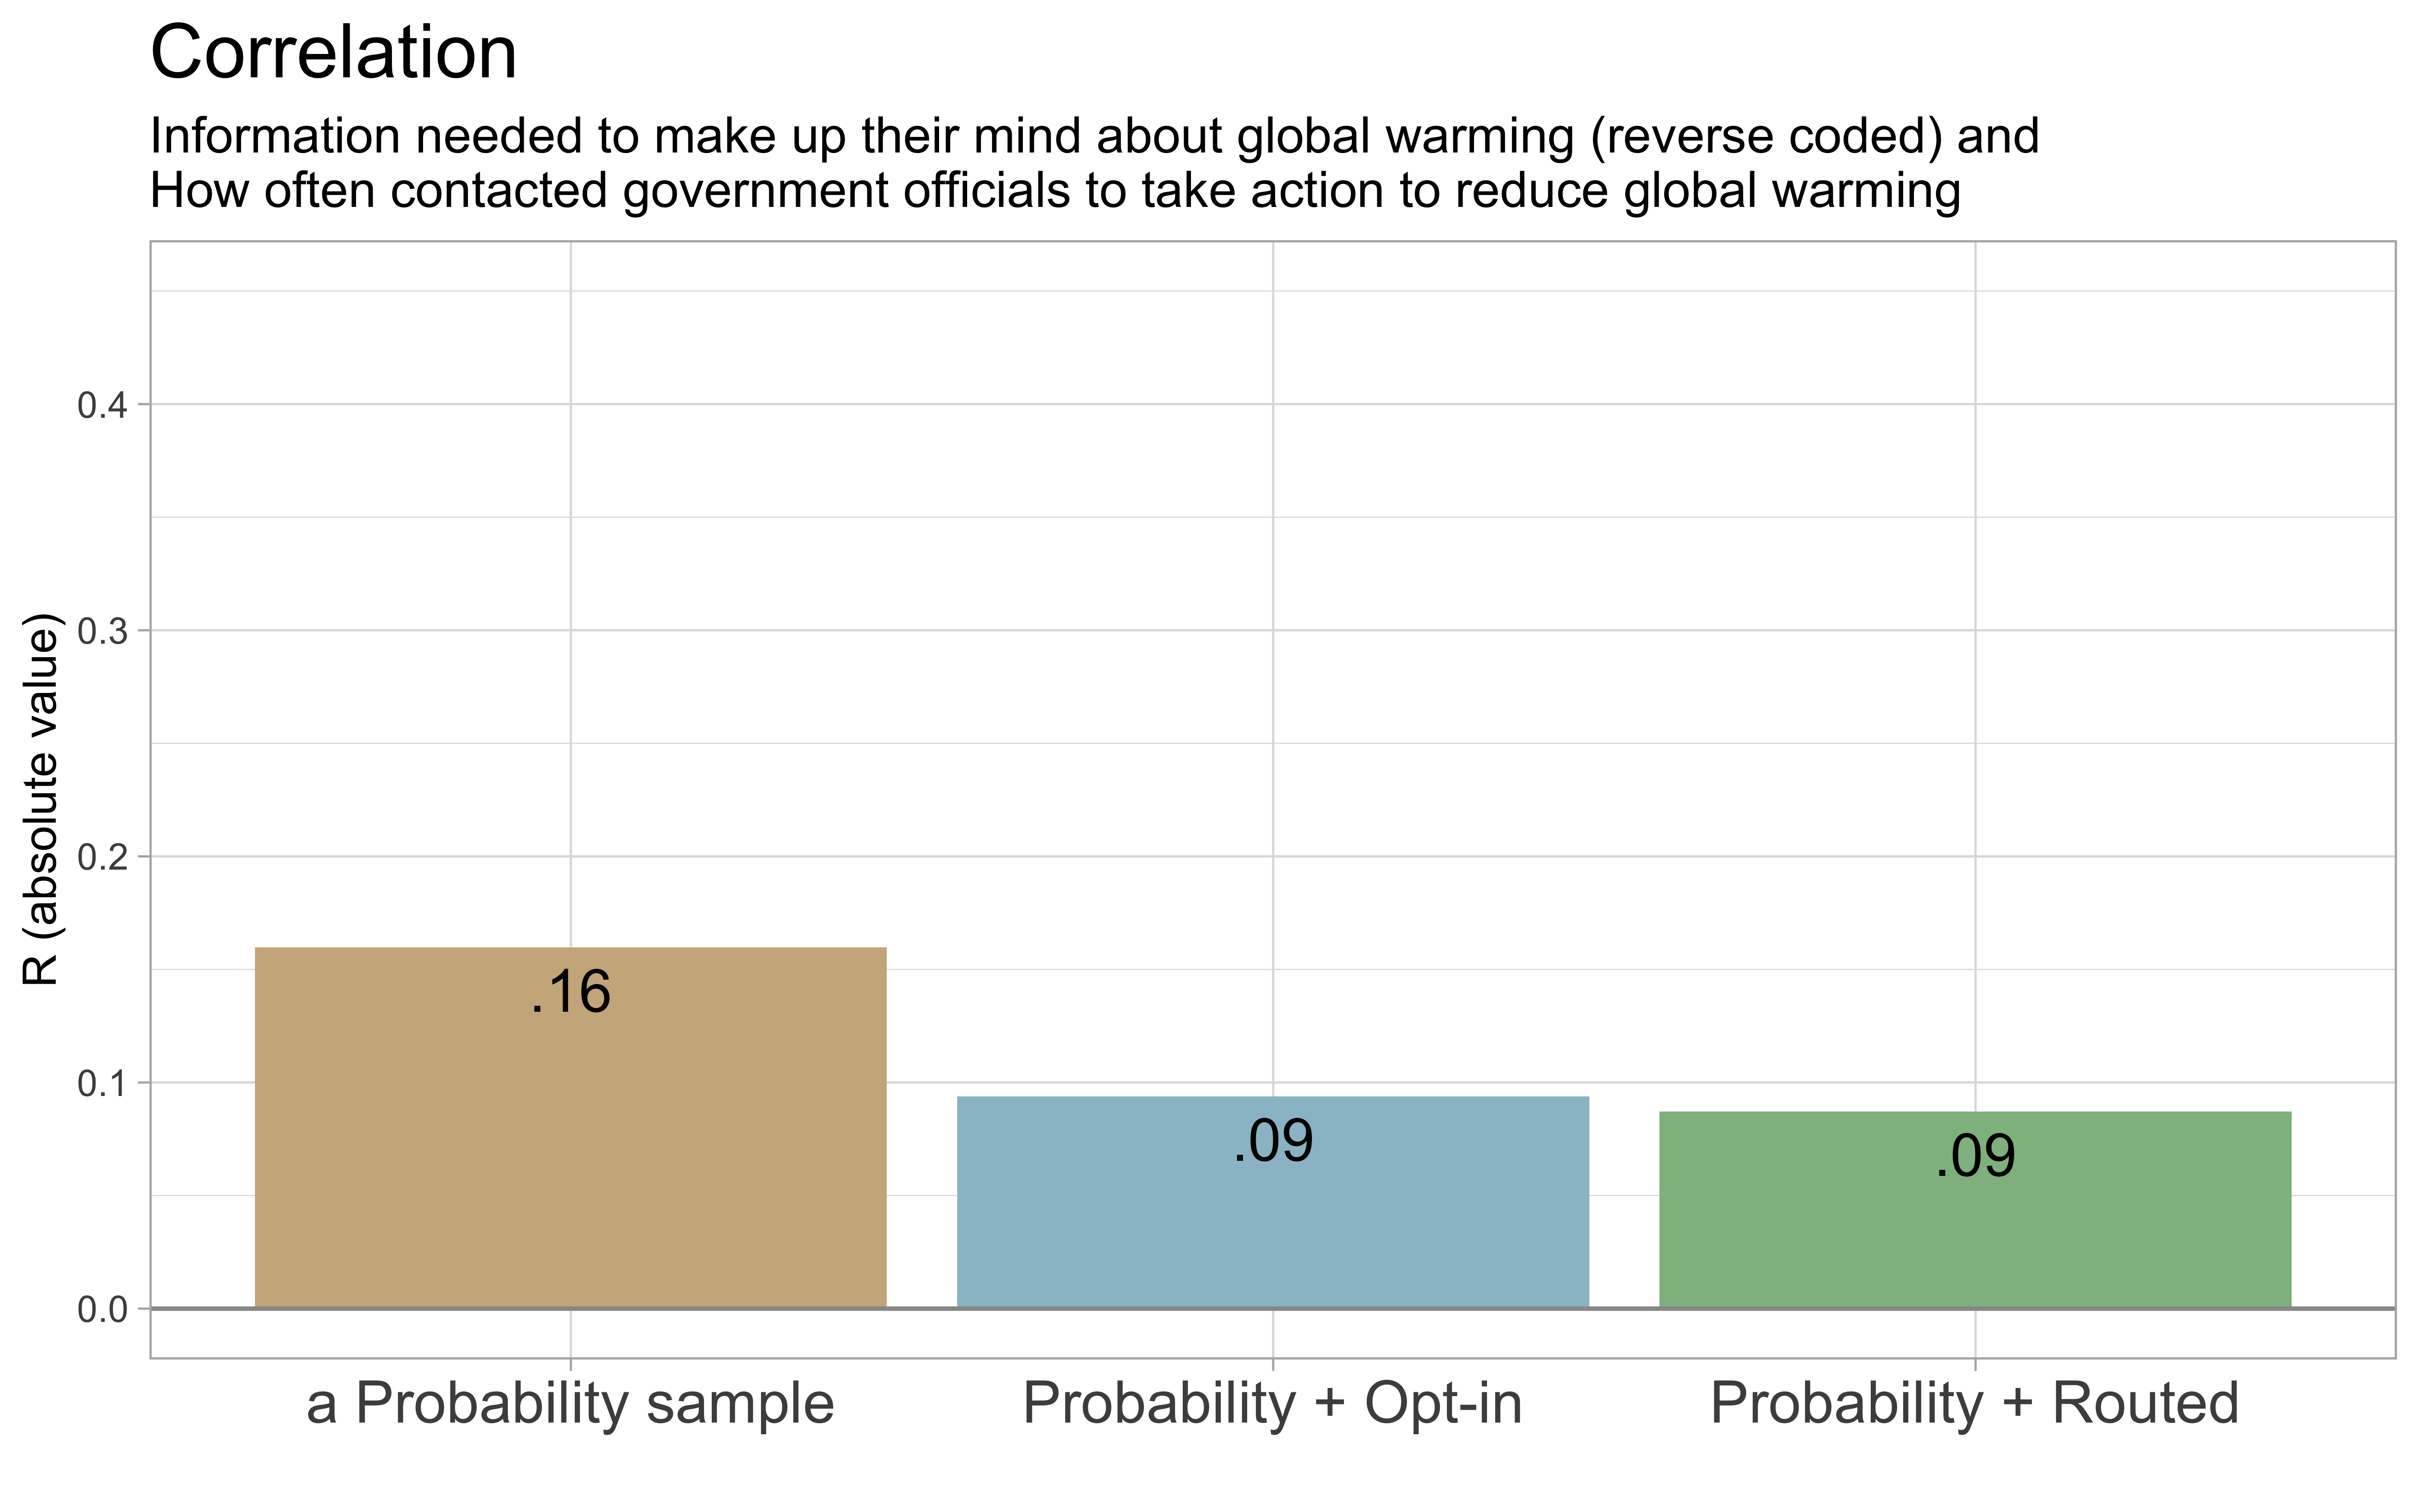 Correlation
Information needed to make up their mind about global warming (reverse coded) and
How often contacted government officials to take action to reduce global warming
R (absolute value)
0.4
0.3
0.2
0.1
0.0
.16
.09
.09
a Probability sample
Probability + Opt-in
Probability + Routed